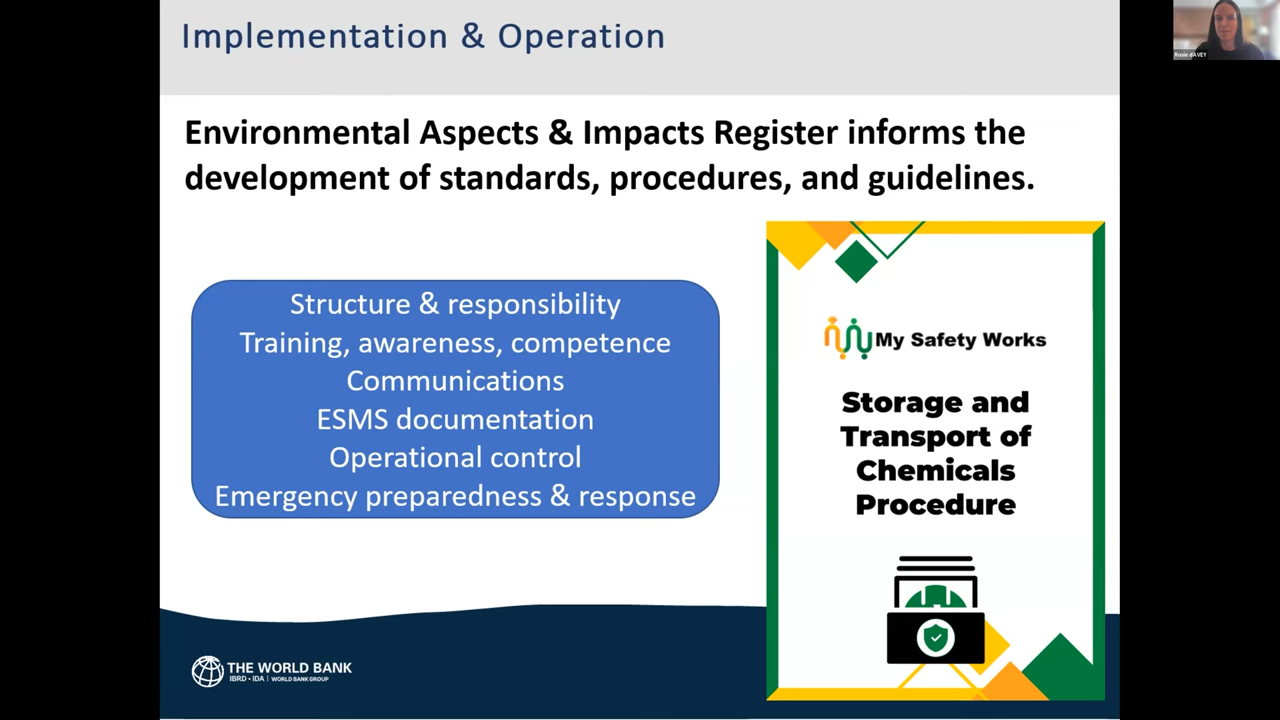 Implementation & Operation
Rosie dAVEY
Environmental Aspects & Impacts Register informs the
development of standards, procedures, and guidelines.
Structure & responsibility
Training, awareness, competence
Communications
ESMS documentation
Operational control
Emergency preparedness & response
My Safety Works
Storage and
Transport of
Chemicals
Procedure
THE WORLD BANK
IBRD • IDA | WORLD BANK GROUP